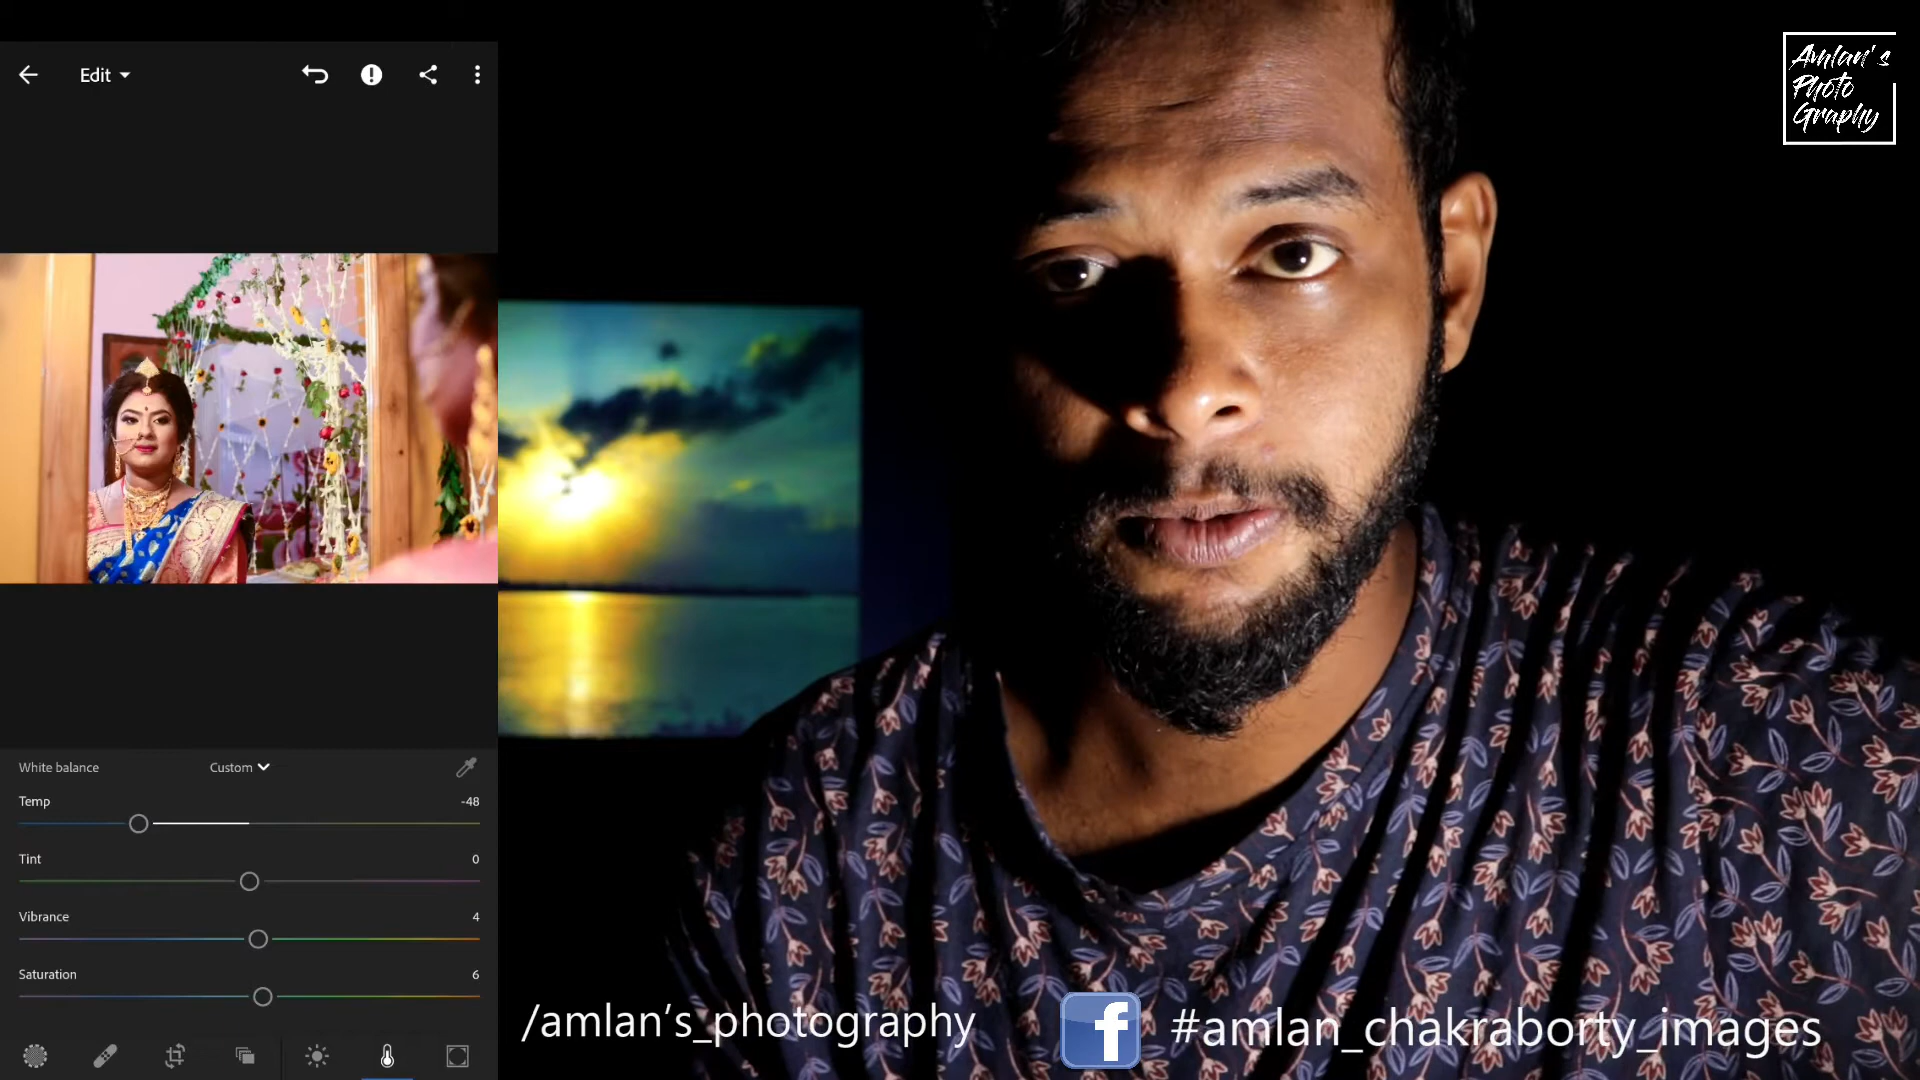 Edit
Amlan's
Photo
Graphy
White balance
Custom
Temp
-48
Tint
0
Vibrance
4
Saturation
6
/amlan’s_photography
f
#amlan_chakraborty_images